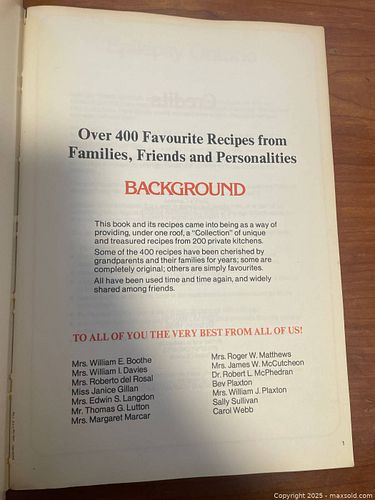 Over 400 Favourite Recipes from
Families, Friends and Personalities
BACKGROUND
This book and its recipes came into being as a way of
providing, under one roof, a "Collection" of unique
and treasured recipes from 200 private kitchens.
Some of the 400 recipes have been cherished by
grandparents and their families for years; some are
completely original; others are simply favourites.
All have been used time and time again, and widely
shared among friends.
TO ALL OF YOU THE VERY BEST FROM ALL OF US!
Mrs. William E. Boothe
Mrs. William I. Davies
Mrs. Roberto del Rosal
Miss Janice Gillan
Mrs. Edwin S. Langdon
Mr. Thomas G. Lutton
Mrs. Margaret Marcar
Mrs. Roger W. Matthews
Mrs. James W. McCutcheon
Dr. Robert L. McPhedran
Bev Plaxton
Mrs. William J. Plaxton
Sally Sullivan
Carol Webb
1
Copyright 2025 - maxsold.com